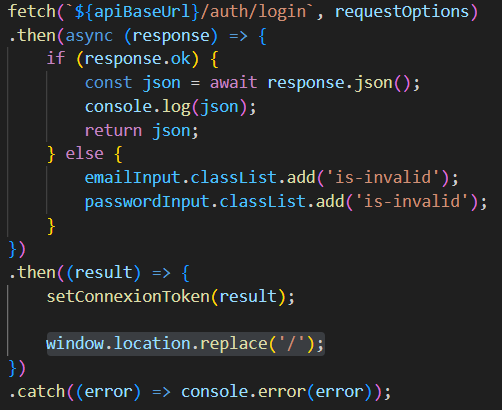 fetch(`${apiBaseUrl}/auth/login`, requestOptions)
.then(async (response) => {
    if (response.ok) {
        const json = await response.json();
        console.log(json);
        return json;
    } else {
        emailInput.classList.add('is-invalid');
        passwordInput.classList.add('is-invalid');
    }
})
.then((result) => {
    setConnexionToken(result);

    window.location.replace('/');
})
.catch((error) => console.error(error));